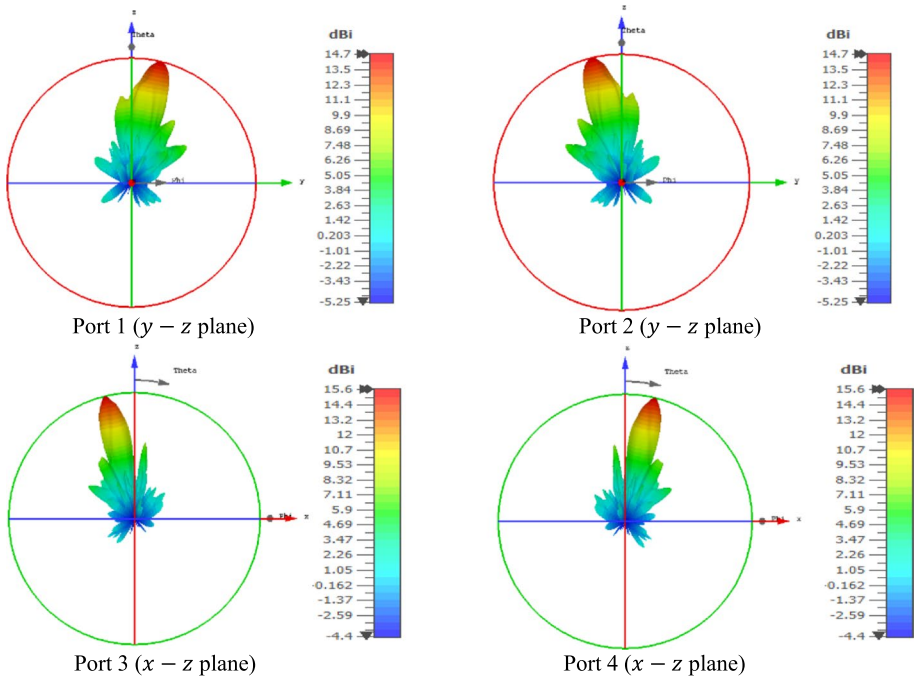 z
Theta
Phi
y
dBi
14.7
13.5
12.3
11.1
9.9
8.69
7.48
6.26
5.05
3.84
2.63
1.42
0.203
-1.01
-2.22
-3.43
-5.25
Port 1 (y − z plane)
z
Theta
Phi
y
dBi
14.7
13.5
12.3
11.1
9.9
8.69
7.48
6.26
5.05
3.84
2.63
1.42
0.203
-1.01
-2.22
-3.43
-5.25
Port 2 (y − z plane)
z
Theta
Phi
x
dBi
15.6
14.4
13.2
12
10.7
9.53
8.32
7.11
5.9
4.69
3.47
2.26
1.05
-0.162
-1.37
-2.59
-4.4
Port 3 (x − z plane)
z
Theta
Phi
x
dBi
15.6
14.4
13.2
12
10.7
9.53
8.32
7.11
5.9
4.69
3.47
2.26
1.05
-0.162
-1.37
-2.59
-4.4
Port 4 (x − z plane)